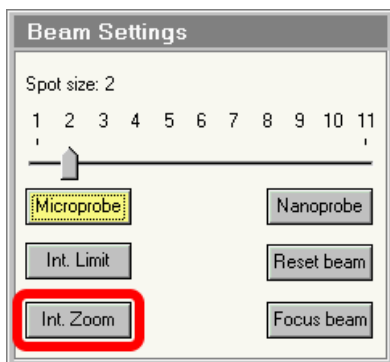 Beam Settings
Spot size: 2
1 2 3 4 5 6 7 8 9 10 11
Microprobe Nanoprobe
Int. Limit Reset beam
Int. Zoom Focus beam